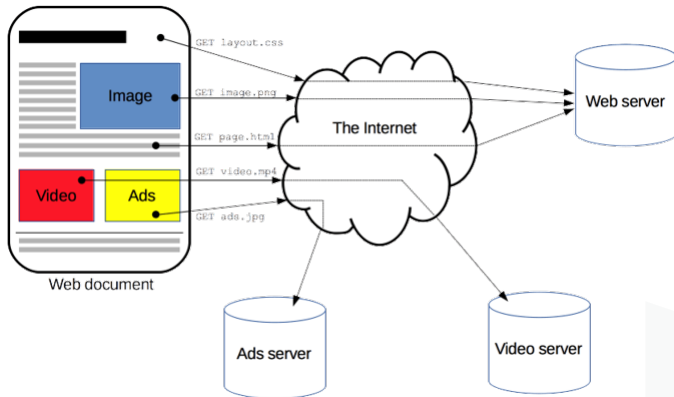 GET layout.css
Image
GET image.png
Web server
The Internet
GET page.html
Video
Ads
GET video.mp4
GET ads.jpg
Web document
Ads server
Video server